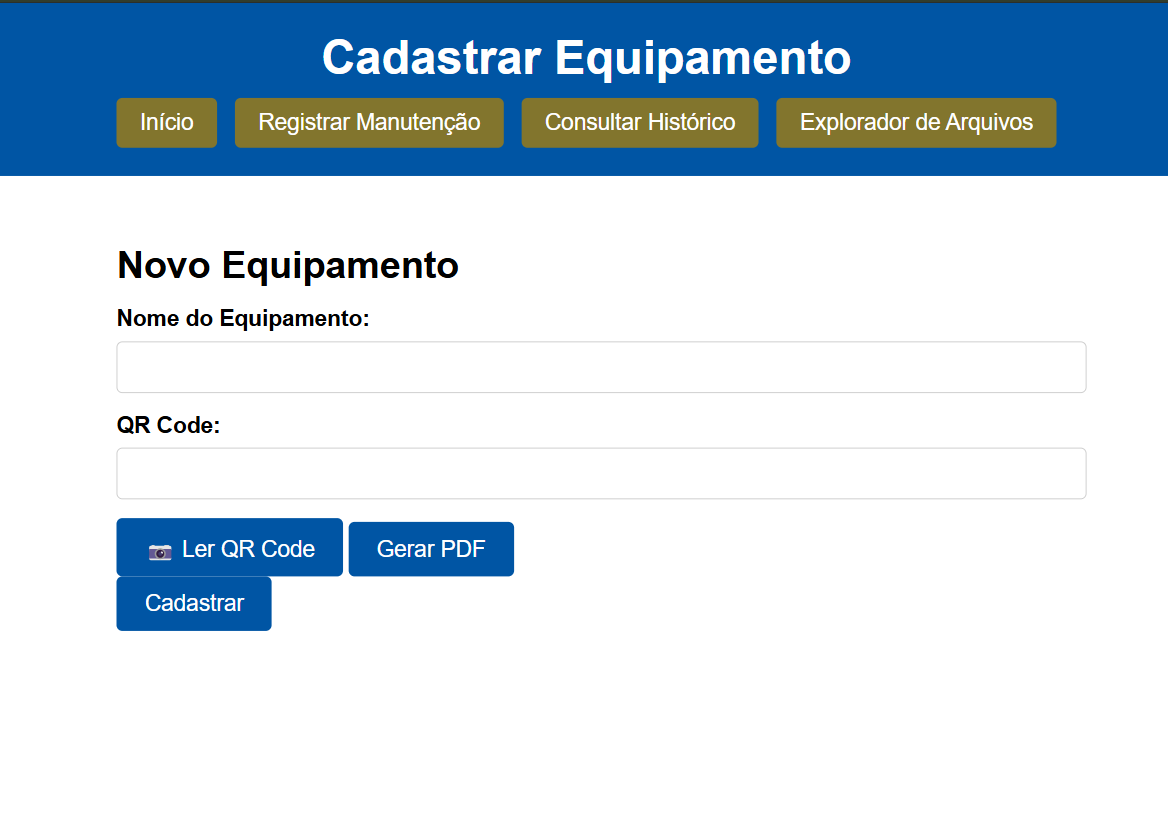 Cadastrar Equipamento
Início Registrar Manutenção Consultar Histórico Explorador de Arquivos
Novo Equipamento
Nome do Equipamento:
QR Code:
Ler QR Code Gerar PDF
Cadastrar